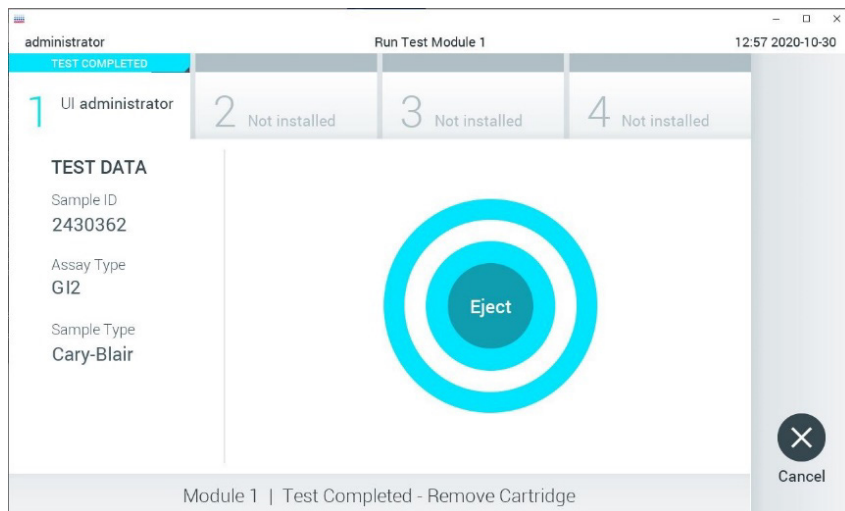 administrator Run Test Module 1 12:57 2020-10-30
TEST COMPLETED
1 UI administrator
2 Not installed
3 Not installed
4 Not installed
TEST DATA
Sample ID
2430362
Assay Type
GI2
Sample Type
Cary-Blair
Eject
Cancel
Module 1 | Test Completed - Remove Cartridge